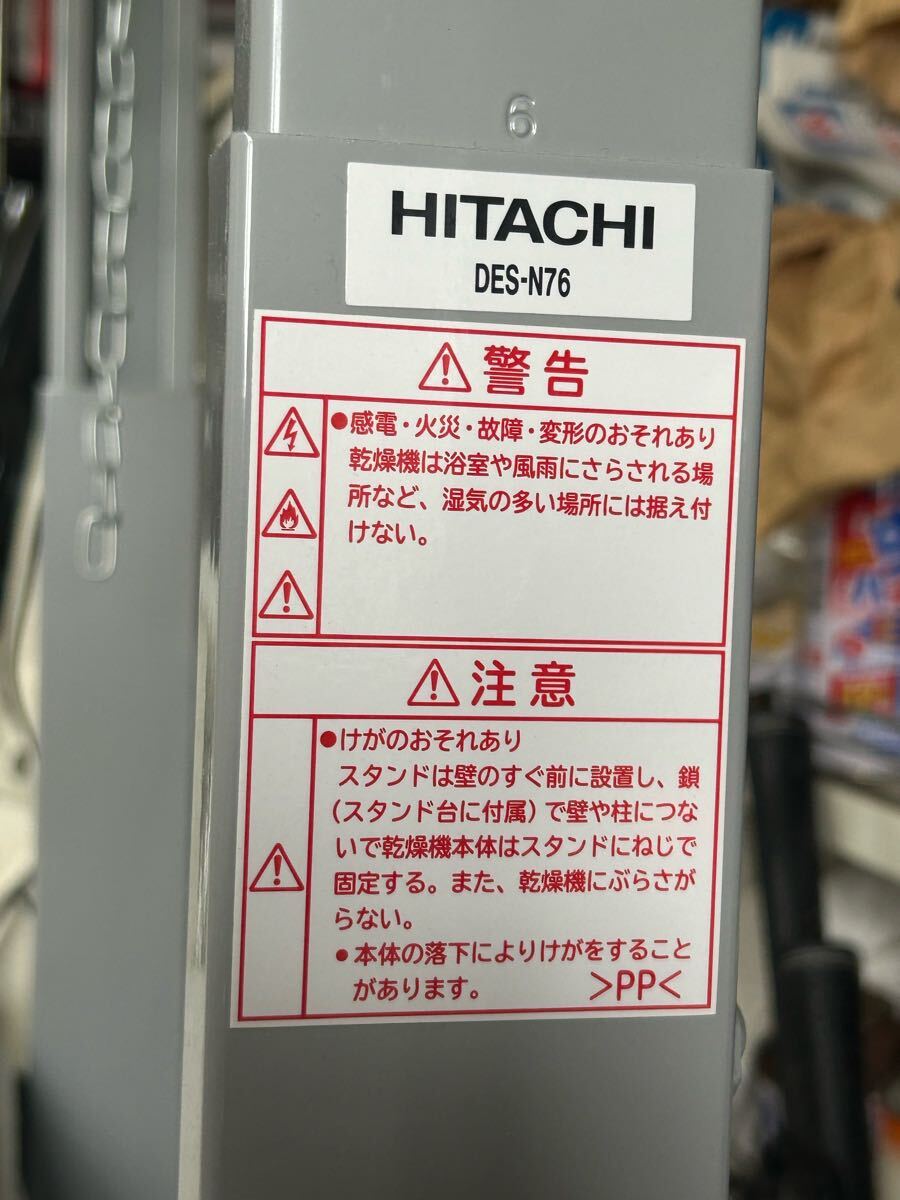 6
HITACHI
DES-N76
警告
●感電・火災・故障・変形のおそれあり
乾燥機は浴室や風雨にさらされる場
所など、湿気の多い場所には据え付
けない。
注意
●けがのおそれあり
スタンドは壁のすぐ前に設置し、鎖
(スタンド台に付属)で壁や柱につな
いで乾燥機本体はスタンドにねじで
固定する。また、乾燥機にぶらさが
らない。
●本体の落下によりけがをすること
があります。
>PP<